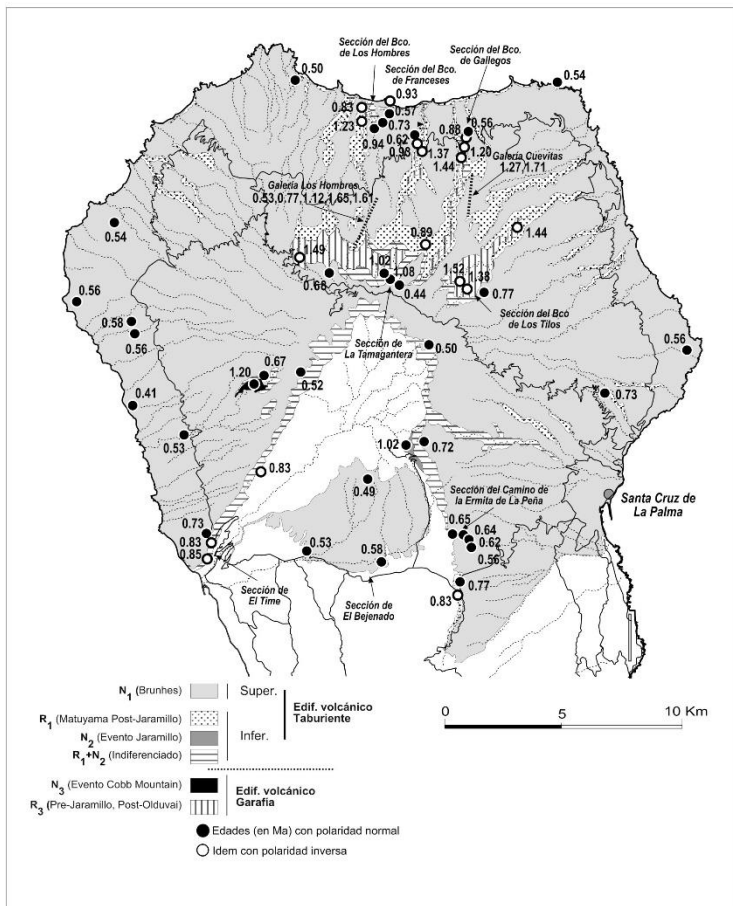 Sección del Bco.
de Los Hombres
Sección del Bco.
de Gallegos
Sección del Bco.
de Franceses
0.50
0.54
0.93
0.83
0.57
0.56
1.23
0.73
0.88
0.94
0.62
0.93
1.37
1.20
1.44
Galería Cuevitas
1.27,1.71
Galería Los Hombres
0.53,0.77,1.12,1.65,1.61
0.54
0.89
1.44
1.49
1.02
1.08
1.52
1.38
0.68
0.44
0.77
0.56
Sección del Bco
de Los Tilos
0.58
0.56
Sección de
La Tamagantera
0.50
0.56
0.67
1.20
0.52
0.41
0.73
0.53
1.02
0.72
0.83
0.49
Sección del Camino de
la Ermita de La Peña
Santa Cruz de
La Palma
0.65
0.64
0.62
0.56
0.73
0.83
0.85
0.53
0.58
0.77
0.83
Sección de
El Time
Sección de
El Bejenado
N1 (Brunhes)
Super.
Edif. volcánico
Taburiente
R1 (Matuyama Post-Jaramillo)
N2 (Evento Jaramillo)
Infer.
R1+N2 (Indiferenciado)
0
5
10 Km
N3 (Evento Cobb Mountain)
Edif. volcánico
Garafia
R3 (Pre-Jaramillo, Post-Olduvai)
Edades (en Ma) con polaridad normal
Idem con polaridad inversa